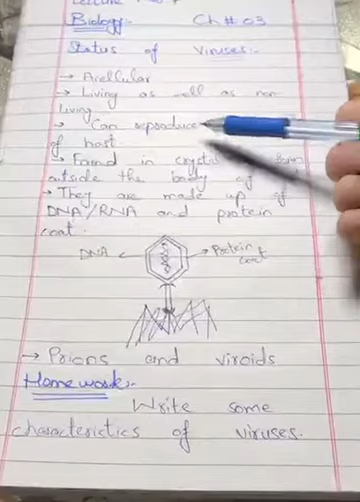 Lecture
Biology:- Ch # 03
Status of Viruses:-
→ Acellular
→ Living as well as non
living
→ Can reproduce
of host
→ Found in crystal form
outside the body of
→ They are made up of
DNA/RNA and protein
coat.
DNA Protein
coat
→ Prions and viroids
Homework:-
Write some
characteristics of viruses.